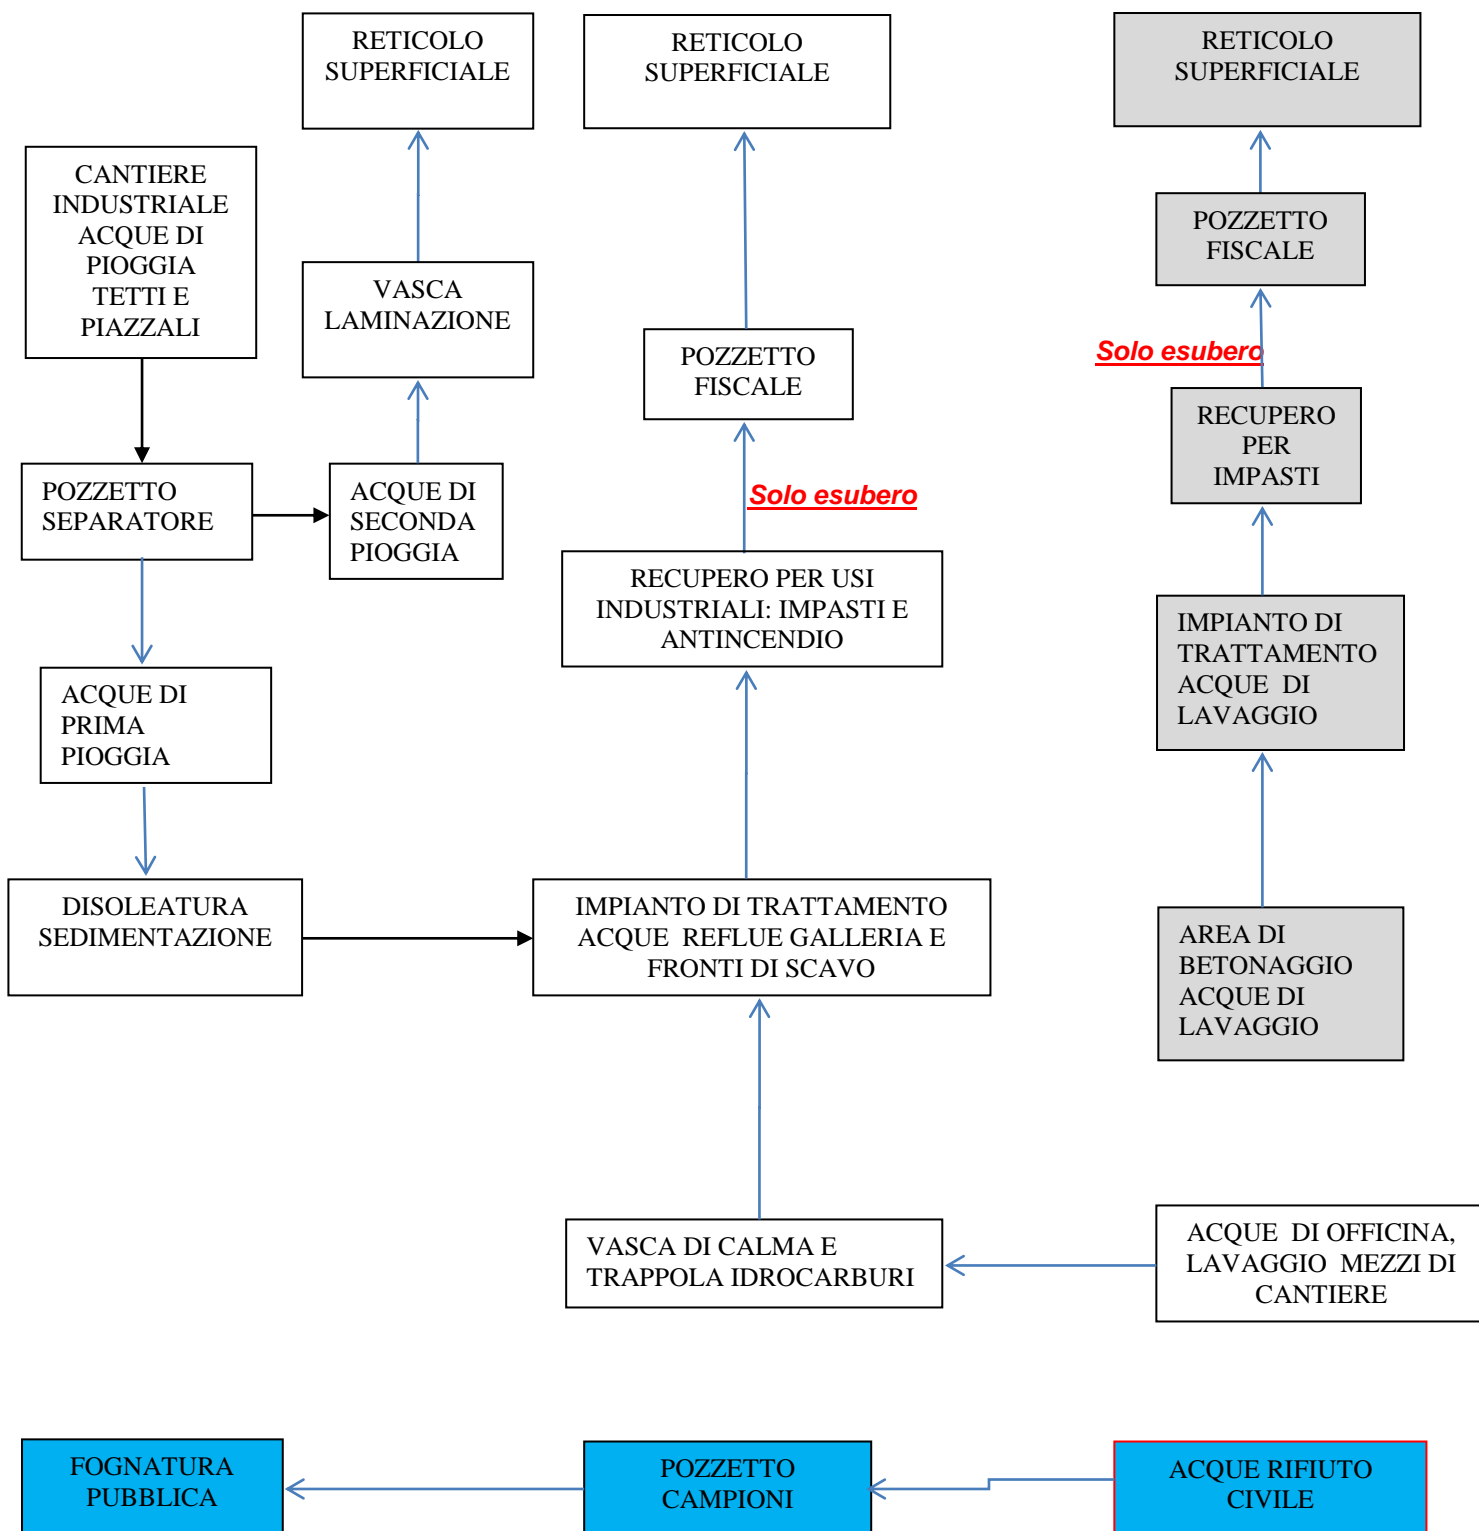 RETICOLO
SUPERFICIALE
RETICOLO
SUPERFICIALE
RETICOLO
SUPERFICIALE
CANTIERE
INDUSTRIALE
ACQUE DI
PIOGGIA
TETTI E
PIAZZALI
POZZETTO
FISCALE
VASCA
LAMINAZIONE
POZZETTO
FISCALE
Solo esubero
RECUPERO
PER
IMPASTI
POZZETTO
SEPARATORE
ACQUE DI
SECONDA
PIOGGIA
Solo esubero
RECUPERO PER USI
INDUSTRIALI: IMPASTI E
ANTINCENDIO
IMPIANTO DI
TRATTAMENTO
ACQUE DI
LAVAGGIO
ACQUE DI
PRIMA
PIOGGIA
DISOLEATURA
SEDIMENTAZIONE
IMPIANTO DI TRATTAMENTO
ACQUE REFLUE GALLERIA E
FRONTI DI SCAVO
AREA DI
BETONAGGIO
ACQUE DI
LAVAGGIO
VASCA DI CALMA E
TRAPPOLA IDROCARBURI
ACQUE DI OFFICINA,
LAVAGGIO MEZZI DI
CANTIERE
FOGNATURA
PUBBLICA
POZZETTO
CAMPIONI
ACQUE RIFIUTO
CIVILE